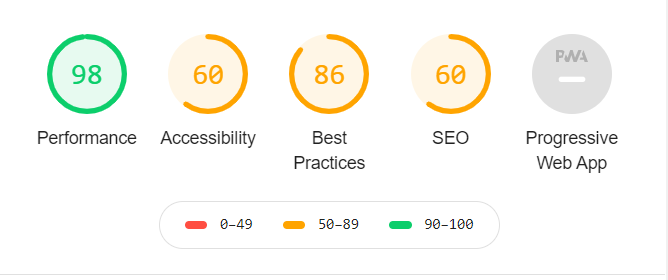 98 60 86 60 PWA
Performance Accessibility Best Practices SEO Progressive Web App
0–49 50–89 90–100